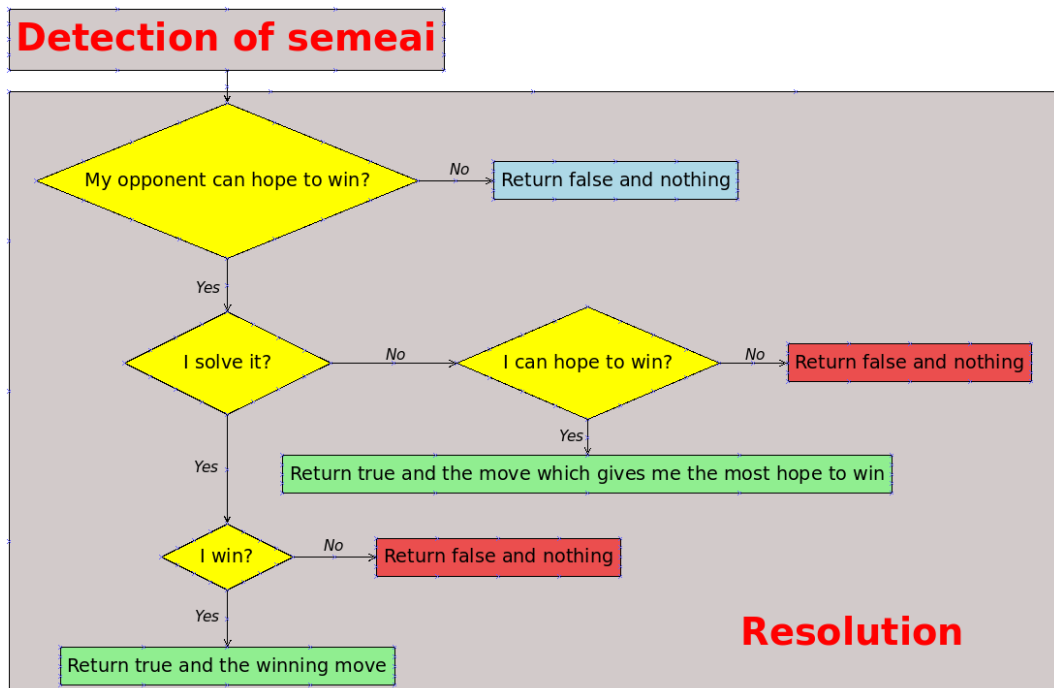 Detection of semeai
My opponent can hope to win?
No
Return false and nothing
Yes
I solve it?
No
I can hope to win?
No
Return false and nothing
Yes
Return true and the move which gives me the most hope to win
Yes
I win?
No
Return false and nothing
Yes
Return true and the winning move
Resolution